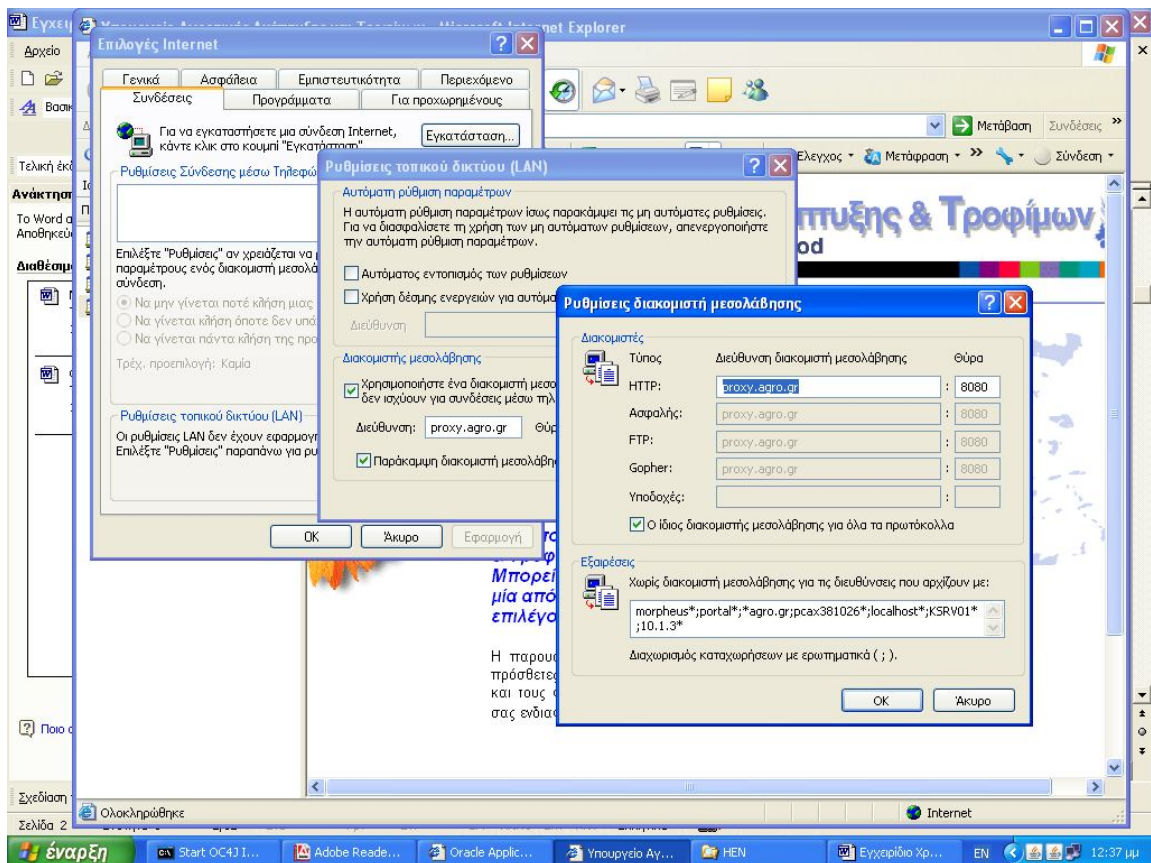 Υπουργείο Αγροτικής Ανάπτυξης και Τροφίμων - Microsoft Internet Explorer
Αρχείο
Μετάβαση
Συνδέσεις
Έλεγχος
Μετάφραση
Σύνδεση
Τελική
πτυξης & Τροφίμων
od
Το Word
Επιλογές Internet
Γενικά
Ασφάλεια
Εμπιστευτικότητα
Περιεχόμενο
Συνδέσεις
Προγράμματα
Για προχωρημένους
Για να εγκαταστήσετε μια σύνδεση Internet,
κάντε κλικ στο κουμπί "Εγκατάσταση"
Εγκατάσταση...
Ρυθμίσεις Σύνδεσης μέσω Τηλεφώ
Επιλέξτε "Ρυθμίσεις" αν χρειάζεται να
παραμέτρους ενός διακομιστή μεσολά
σύνδεση.
Να μην γίνεται ποτέ κλήση μιας
Να γίνεται κλήση όποτε δεν υπά
Να γίνεται πάντα κλήση της προ
Τρέχ. προεπιλογή: Καμία
Ρυθμίσεις τοπικού δικτύου (LAN)
Οι ρυθμίσεις LAN δεν έχουν εφαρμογή
Επιλέξτε "Ρυθμίσεις" παραπάνω για ρυ
OK
Άκυρο
Εφαρμογή
Ρυθμίσεις τοπικού δικτύου (LAN)
Αυτόματη ρύθμιση παραμέτρων
Η αυτόματη ρύθμιση παραμέτρων ίσως παρακάμψει τις μη αυτόματες ρυθμίσεις.
Για να διασφαλίσετε τη χρήση των μη αυτόματων ρυθμίσεων, απενεργοποιήστε
την αυτόματη ρύθμιση παραμέτρων.
Αυτόματος εντοπισμός των ρυθμίσεων
Χρήση δέσμης ενεργειών για αυτόμα
Διεύθυνση
Διακομιστής μεσολάβησης
Χρησιμοποιήστε ένα διακομιστή μεσο
δεν ισχύουν για συνδέσεις μέσω τηλ
Διεύθυνση: proxy.agro.gr Θύρ
Παράκαμψη διακομιστή μεσολάβη
Ρυθμίσεις διακομιστή μεσολάβησης
Διακομιστές
Τύπος Διεύθυνση διακομιστή μεσολάβησης Θύρα
HTTP: proxy.agro.gr : 8080
Ασφαλής: proxy.agro.gr : 8080
FTP: proxy.agro.gr : 8080
Gopher: proxy.agro.gr : 8080
Υποδοχές: :
Ο ίδιος διακομιστής μεσολάβησης για όλα τα πρωτόκολλα
Εξαιρέσεις
Χωρίς διακομιστή μεσολάβησης για τις διευθύνσεις που αρχίζουν με:
morpheus*;portal*;*agro.gr;pcax381026*;localhost*;KSRV01*
;10.1.3*
Διαχωρισμός καταχωρήσεων με ερωτηματικά ( ; ).
OK
Άκυρο
Μπορεί
μία από
επιλέγο
Η παρου
πρόσθετες
και τους
σας ενδια
Ποιο
Σχεδίαση
Ολοκληρώθηκε
Internet
Σελίδα 2
έναρξη
Start OC4J I...
Adobe Reade...
Oracle Applic...
Υπουργείο Αγ...
HEN
Εγχειρίδιο Χρ...
EN
12:37 μμ